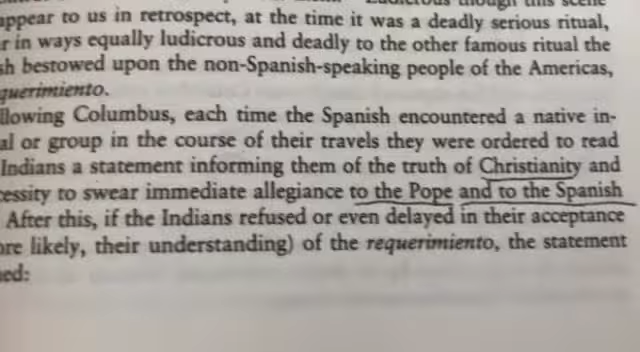 appear to us in retrospect, at the time it was a deadly serious ritual,
r in ways equally ludicrous and deadly to the other famous ritual the
sh bestowed upon the non-Spanish-speaking people of the Americas,
querimiento.
llowing Columbus, each time the Spanish encountered a native in-
al or group in the course of their travels they were ordered to read
Indians a statement informing them of the truth of Christianity and
cessity to swear immediate allegiance to the Pope and to the Spanish
After this, if the Indians refused or even delayed in their acceptance
ore likely, their understanding) of the requerimiento, the statement
ued: